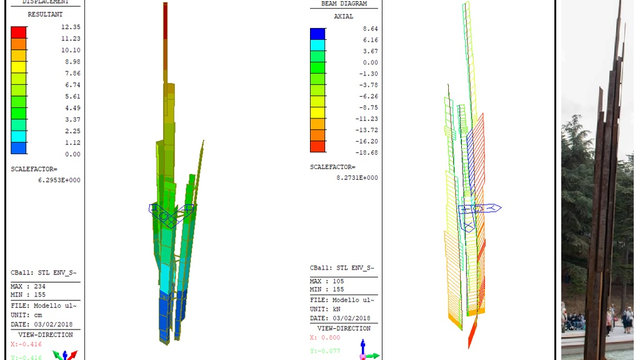 DISPLACEMENT
RESULTANT
12.35
11.23
10.10
8.98
7.86
6.74
5.61
4.49
3.37
2.25
1.12
0.00
SCALEFACTOR=
6.2953E+000
CBall: STL ENV_S~
MAX : 234
MIN : 155
FILE: Modello ul~
UNIT: cm
DATE: 03/02/2018
VIEW-DIRECTION
X:-0.416
BEAM DIAGRAM
AXIAL
8.64
6.16
3.67
0.00
-1.30
-3.78
-6.26
-8.75
-11.23
-13.72
-16.20
-18.68
SCALEFACTOR=
8.2731E+000
CBall: STL ENV_S~
MAX : 105
MIN : 155
FILE: Modello ul~
UNIT: kN
DATE: 03/02/2018
VIEW-DIRECTION
X: 0.800
Y:-0.077